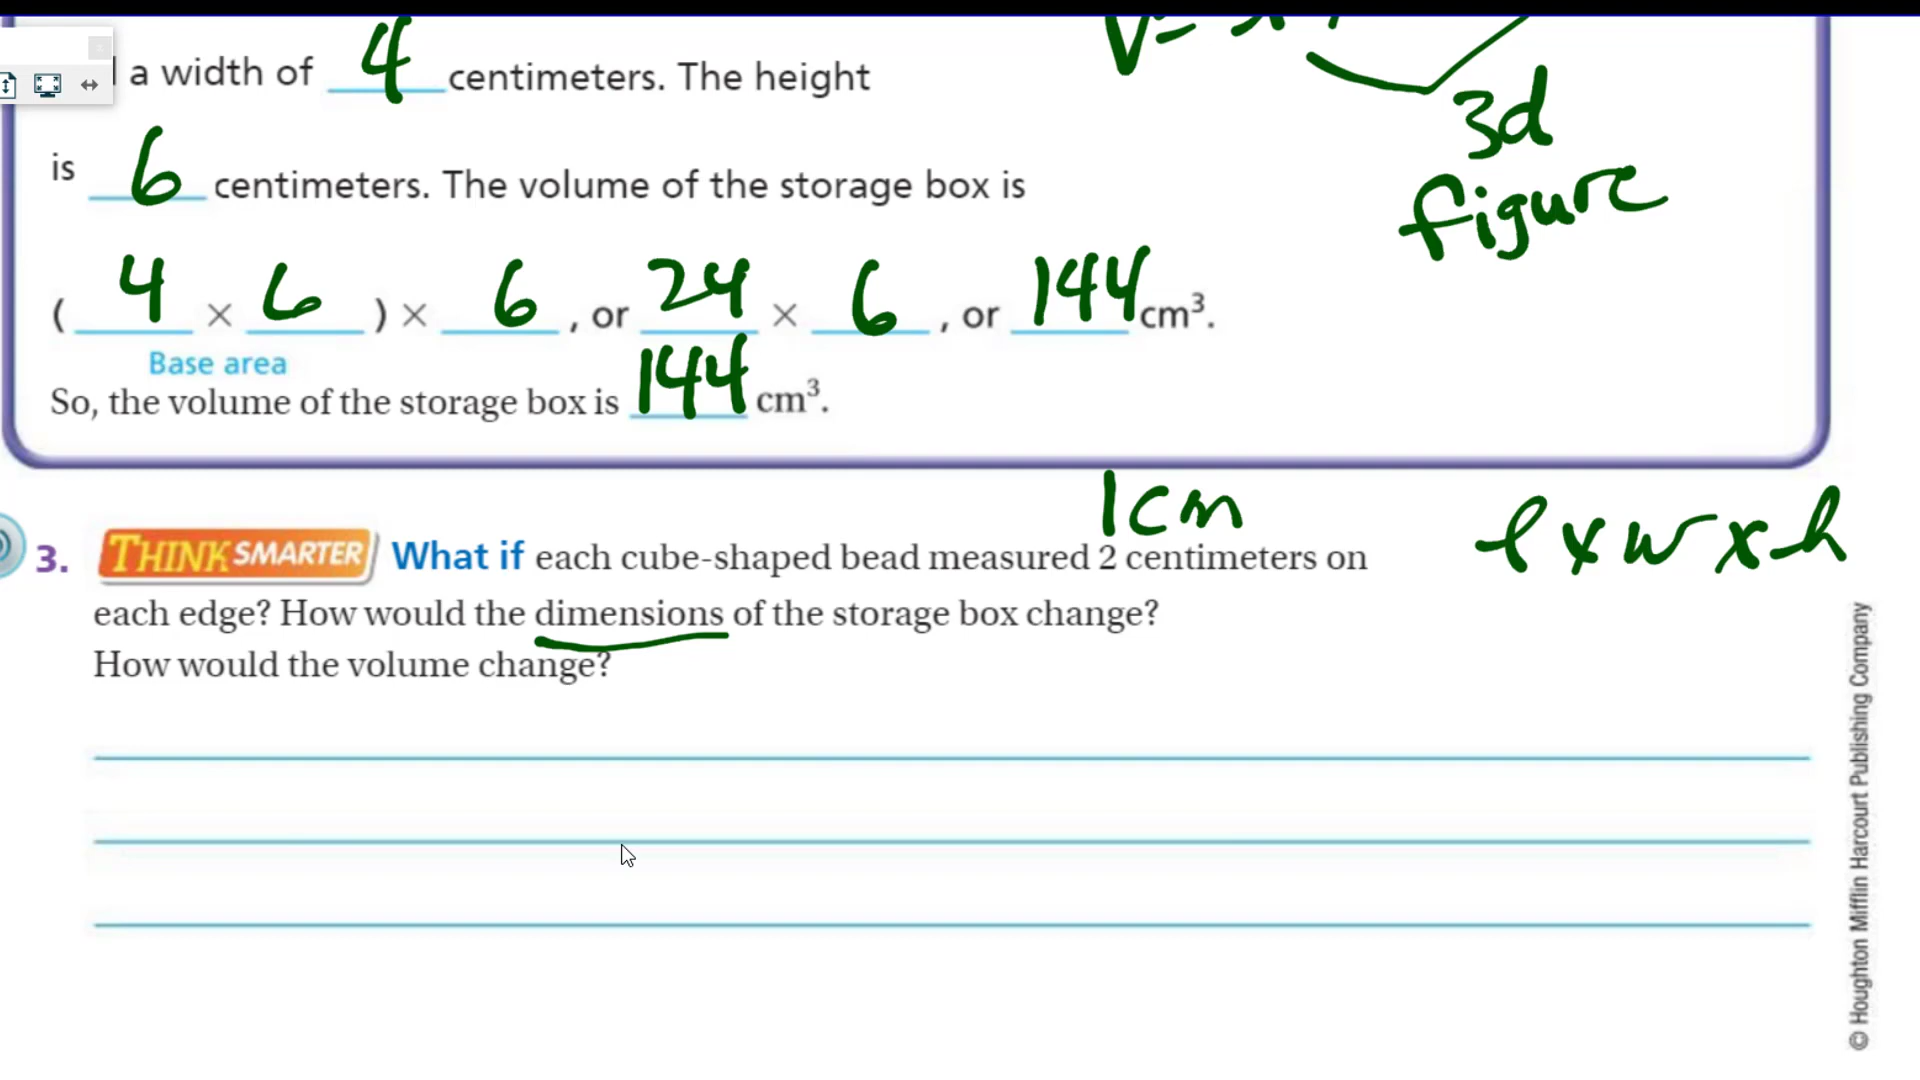 a width of 4 centimeters. The height
V=
3d
figure
is 6 centimeters. The volume of the storage box is
( 4 × 6 ) × 6 , or 24 × 6 , or 144 cm³.
Base area
So, the volume of the storage box is 144 cm³.
1cm
l x w x h
3. THINK SMARTER What if each cube-shaped bead measured 2 centimeters on
each edge? How would the dimensions of the storage box change?
How would the volume change?
© Houghton Mifflin Harcourt Publishing Company